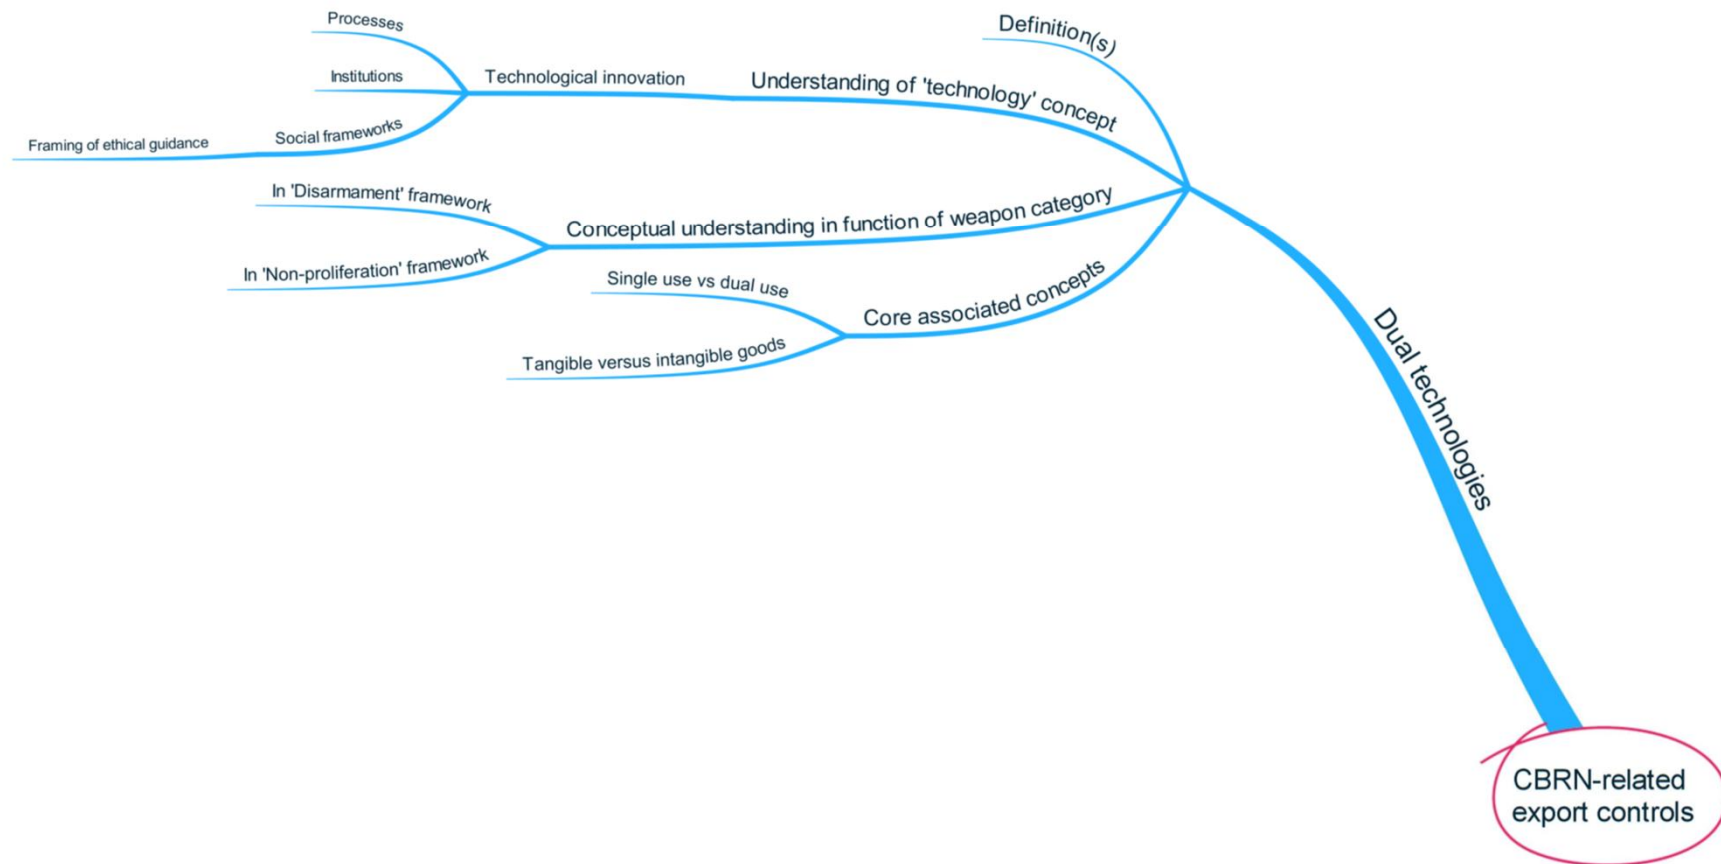 Definition(s)
Processes
Institutions
Technological innovation
Understanding of 'technology' concept
Social frameworks
Framing of ethical guidance
In 'Disarmament' framework
Conceptual understanding in function of weapon category
In 'Non-proliferation' framework
Single use vs dual use
Core associated concepts
Tangible versus intangible goods
Dual technologies
CBRN-related
export controls